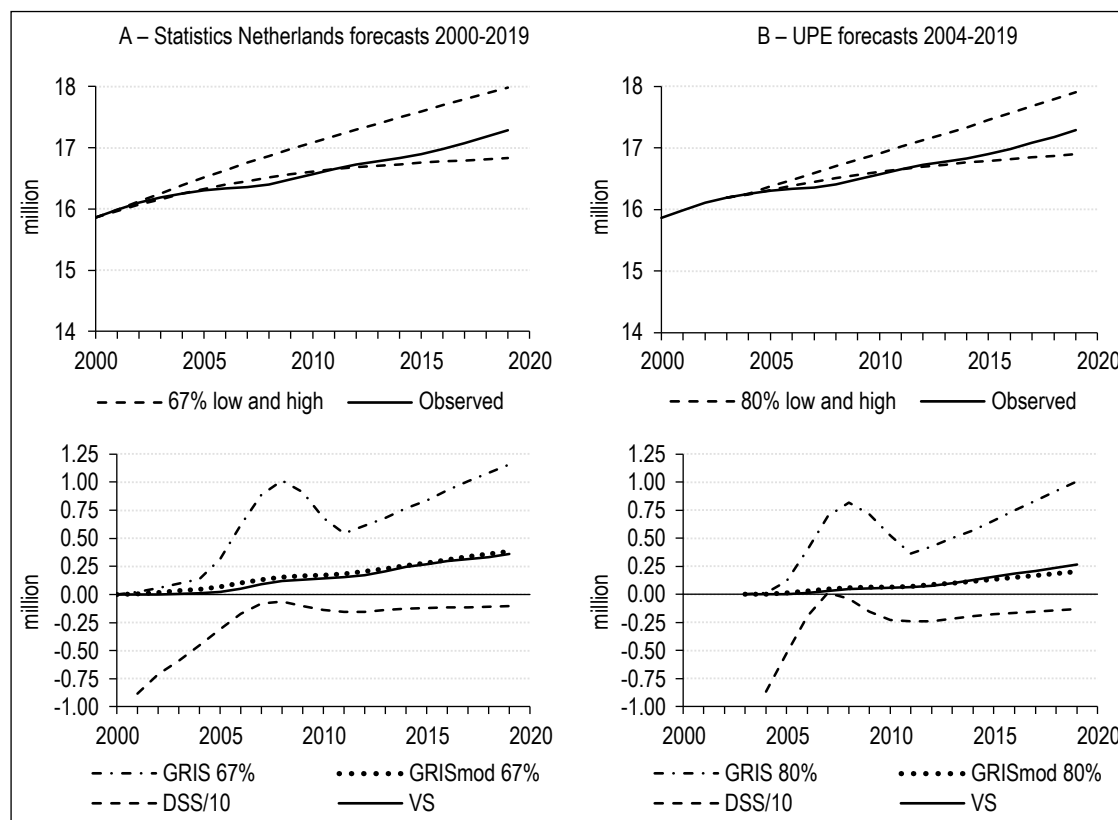 A – Statistics Netherlands forecasts 2000-2019
18
17
16
15
14
million
2000 2005 2010 2015 2020
67% low and high Observed
B – UPE forecasts 2004-2019
18
17
16
15
14
million
2000 2005 2010 2015 2020
80% low and high Observed
1.25
1.00
0.75
0.50
0.25
0.00
-0.25
-0.50
-0.75
-1.00
million
2000 2005 2010 2015 2020
GRIS 67% GRISmod 67%
DSS/10 VS
1.25
1.00
0.75
0.50
0.25
0.00
-0.25
-0.50
-0.75
-1.00
million
2000 2005 2010 2015 2020
GRIS 80% GRISmod 80%
DSS/10 VS